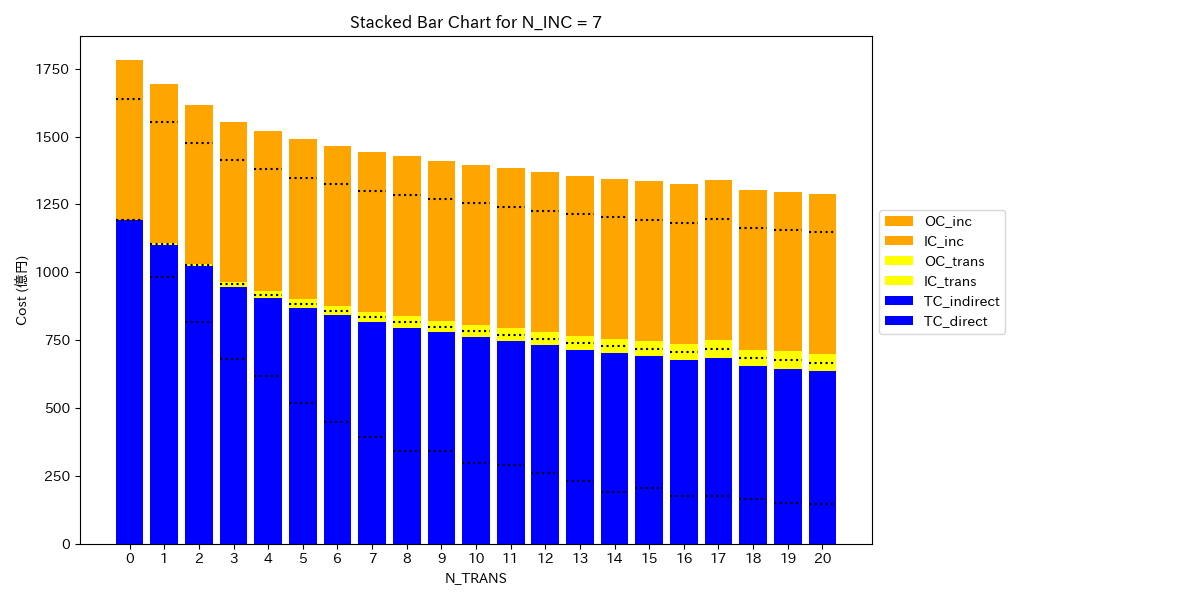 Stacked Bar Chart for N_INC = 7
Cost (億円)
1750
1500
1250
1000
750
500
250
0
0 1 2 3 4 5 6 7 8 9 10 11 12 13 14 15 16 17 18 19 20
N_TRANS
OC_inc
IC_inc
OC_trans
IC_trans
TC_indirect
TC_direct